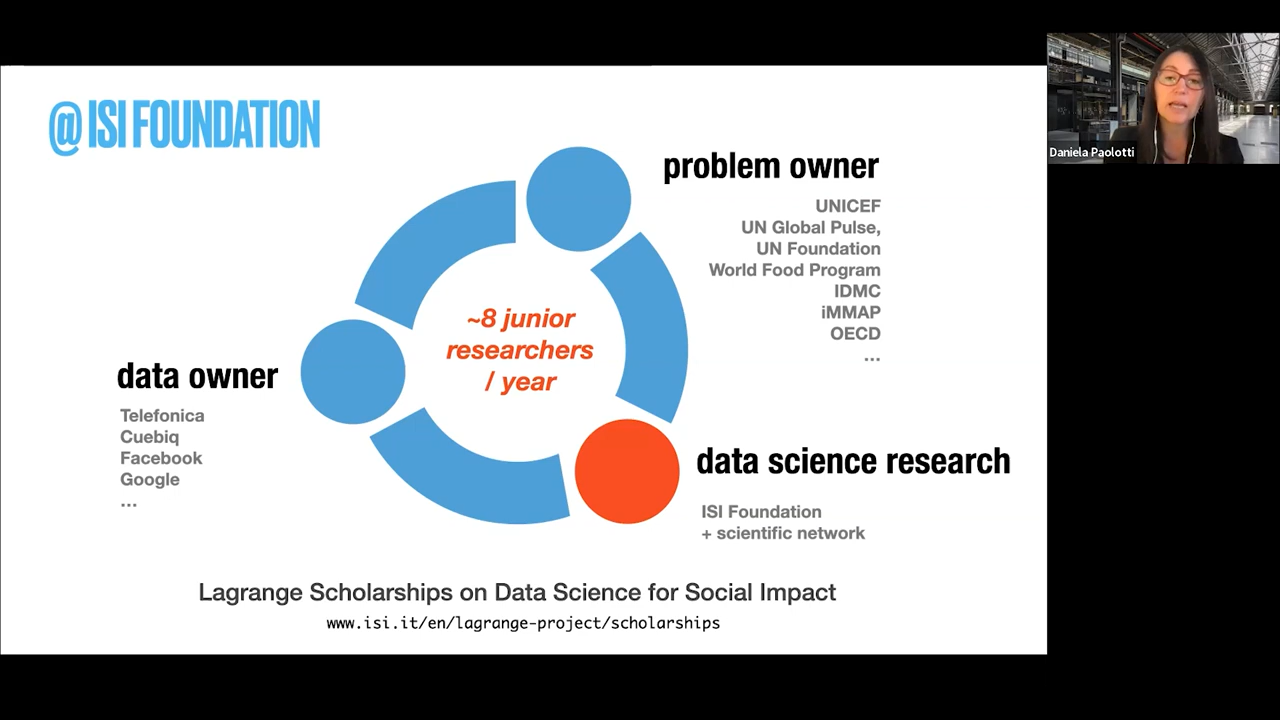 @ ISI FOUNDATION
Daniela Paolotti
problem owner
UNICEF
UN Global Pulse,
UN Foundation
World Food Program
IDMC
iMMAP
OECD
...
~8 junior
researchers
/ year
data owner
Telefonica
Cuebiq
Facebook
Google
...
data science research
ISI Foundation
+ scientific network
Lagrange Scholarships on Data Science for Social Impact
www.isi.it/en/lagrange-project/scholarships